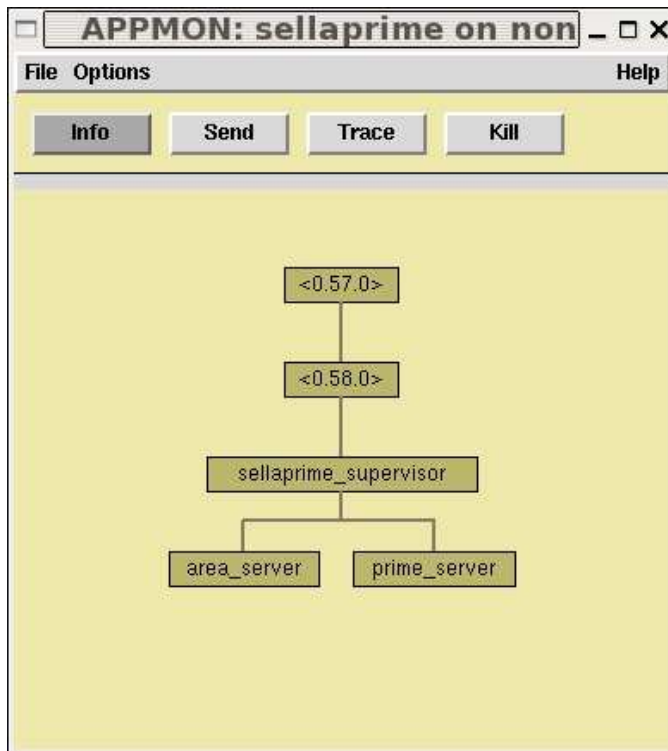 APPMON: sellaprime on non
File Options Help
Info Send Trace Kill
<0.57.0>
<0.58.0>
sellaprime_supervisor
area_server prime_server